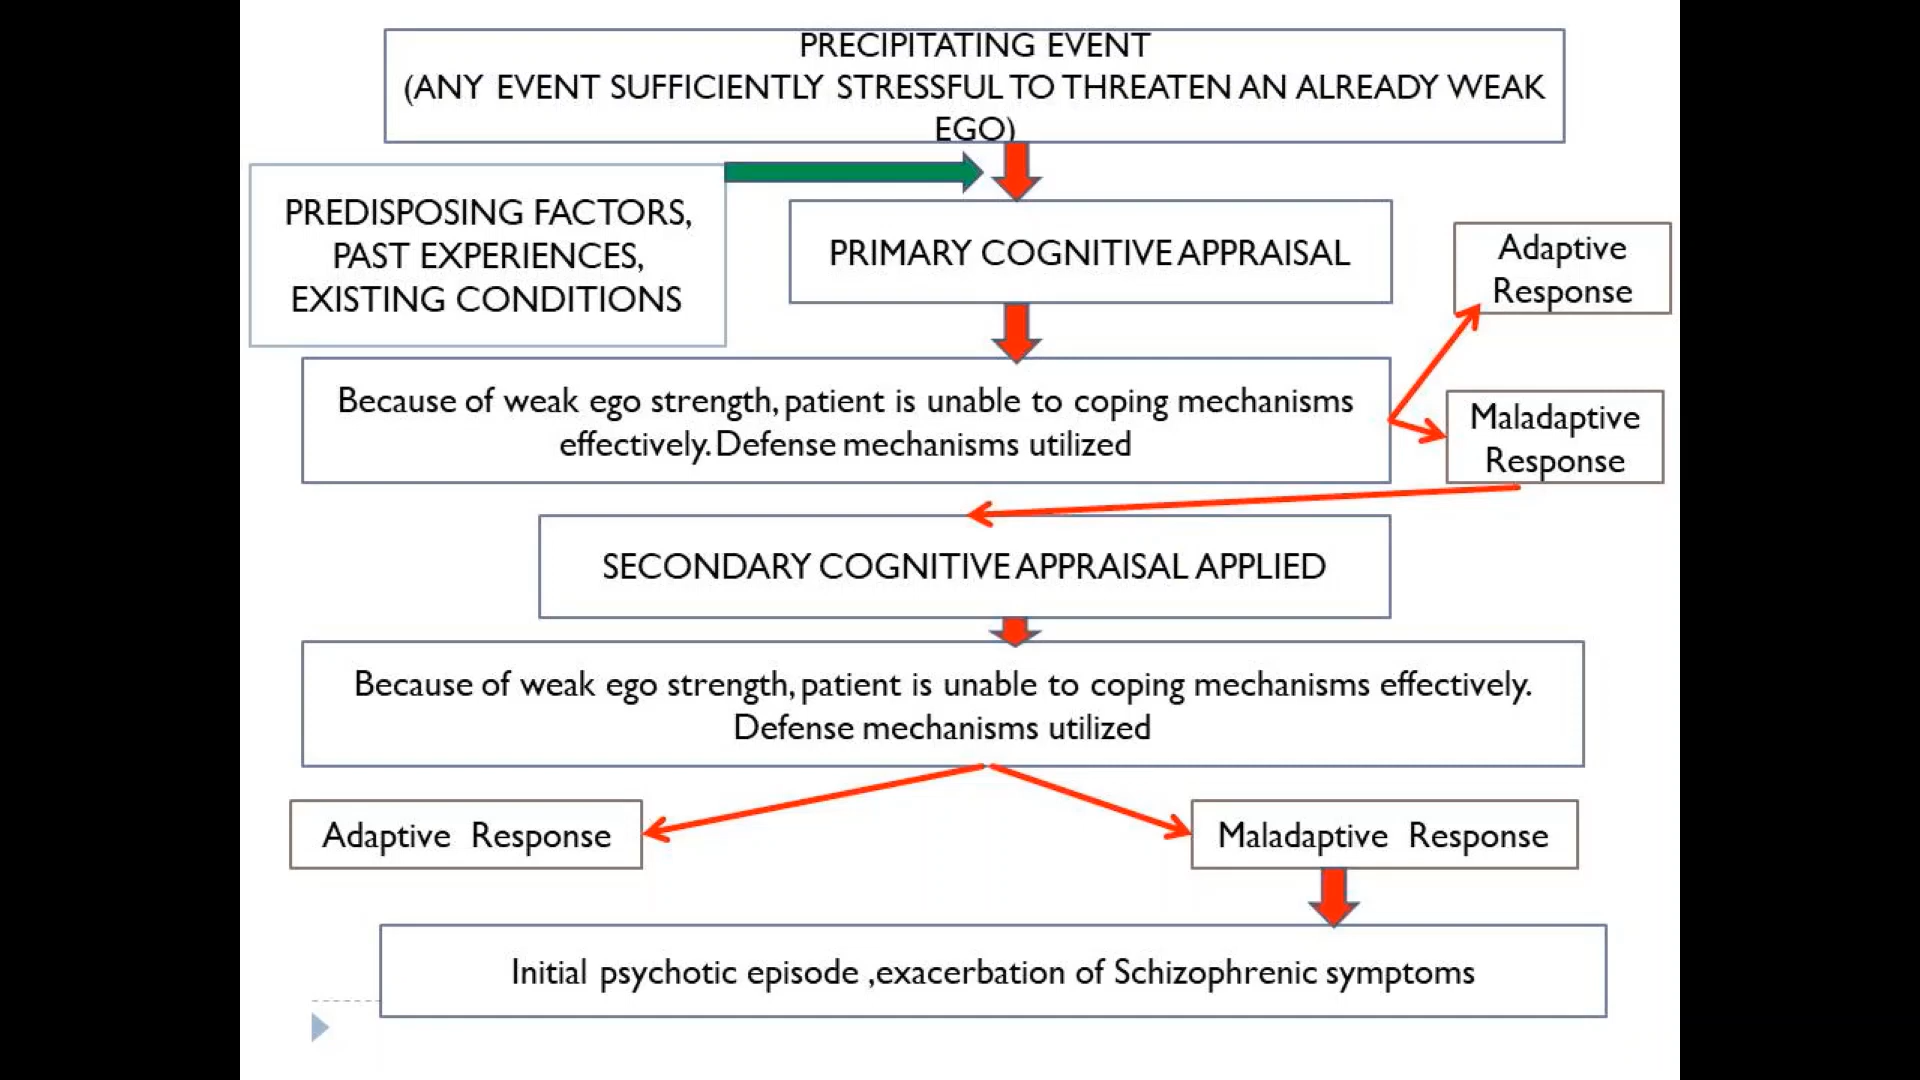 PRECIPITATING EVENT
(ANY EVENT SUFFICIENTLY STRESSFUL TO THREATEN AN ALREADY WEAK
EGO)
PREDISPOSING FACTORS,
PAST EXPERIENCES,
EXISTING CONDITIONS
PRIMARY COGNITIVE APPRAISAL
Adaptive
Response
Because of weak ego strength, patient is unable to coping mechanisms
effectively. Defense mechanisms utilized
Maladaptive
Response
SECONDARY COGNITIVE APPRAISAL APPLIED
Because of weak ego strength, patient is unable to coping mechanisms effectively.
Defense mechanisms utilized
Adaptive Response
Maladaptive Response
Initial psychotic episode ,exacerbation of Schizophrenic symptoms